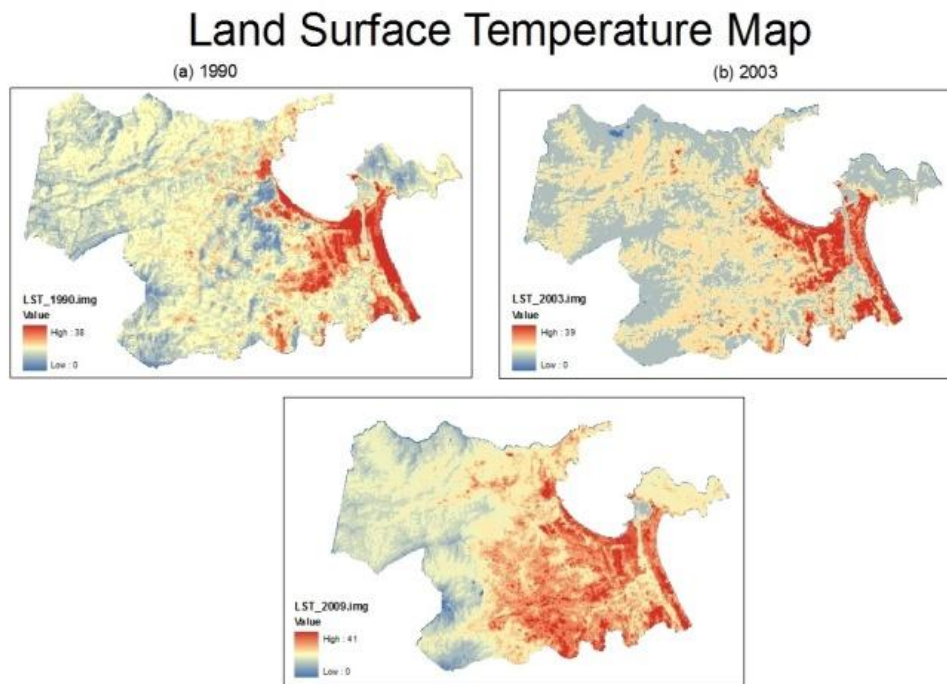 Land Surface Temperature Map
(a) 1990
(b) 2003
LST_1990.img
Value
High : 38
Low : 0
LST_2003.img
Value
High : 39
Low : 0
LST_2009.img
Value
High : 41
Low : 0